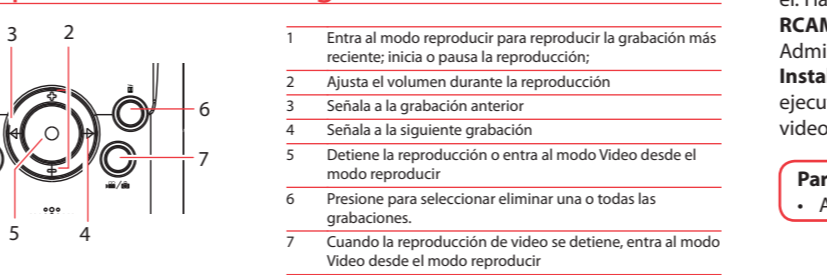 3
2
6
7
5
4
1 Entra al modo reproducir para reproducir la grabación más
reciente; inicia o pausa la reproducción;
2 Ajusta el volumen durante la reproducción
3 Señala a la grabación anterior
4 Señala a la siguiente grabación
5 Detiene la reproducción o entra al modo Video desde el
modo reproducir
6 Presione para seleccionar eliminar una o todas las
grabaciones.
7 Cuando la reproducción de video se detiene, entra al modo
Video desde el modo reproducir
RCAM
Admi
Insta
ejecu
video
Par
• A